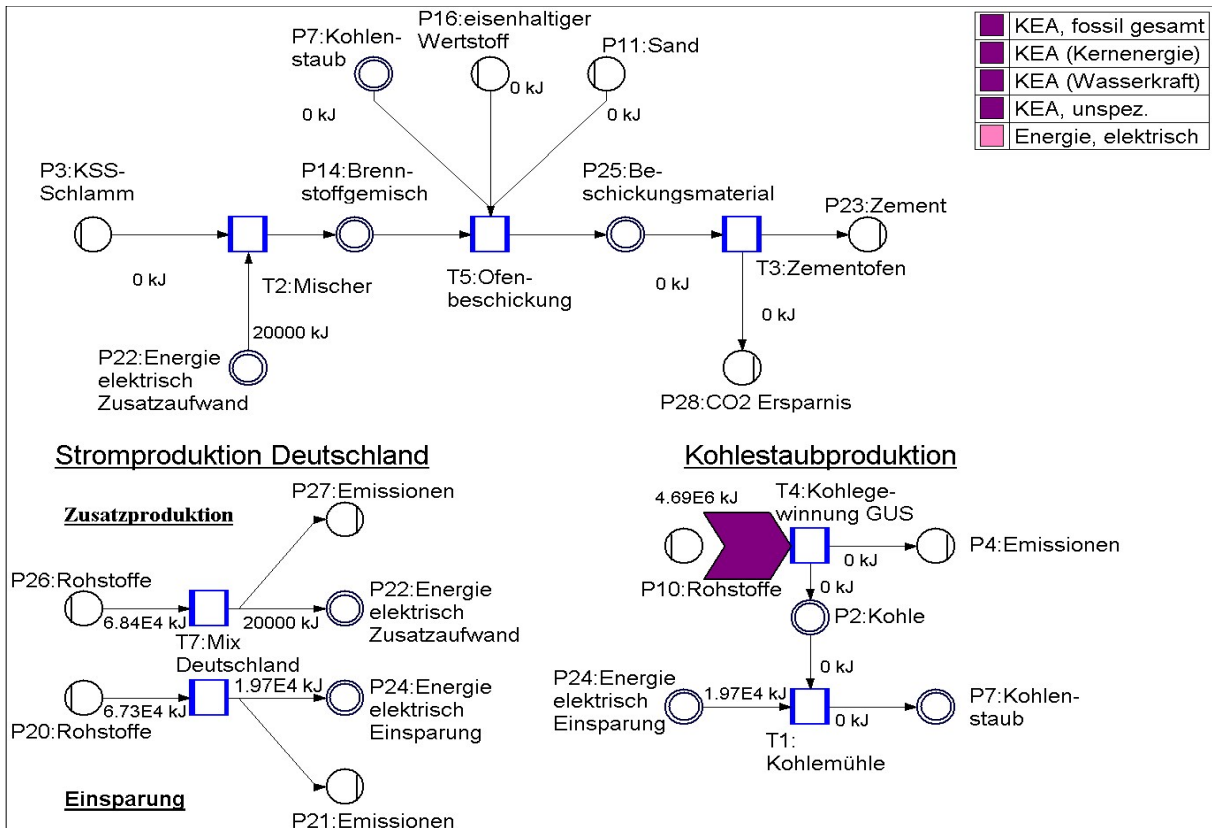 P16:eisenhaltiger
Wertstoff
P7:Kohlen-
staub
P11:Sand
0 kJ
0 kJ
0 kJ
KEA, fossil gesamt
KEA (Kernenergie)
KEA (Wasserkraft)
KEA, unspez.
Energie, elektrisch
P3:KSS-
Schlamm
P14:Brenn-
stoffgemisch
P25:Be-
schickungsmaterial
P23:Zement
0 kJ
T2:Mischer
T5:Ofen-
beschickung
0 kJ
T3:Zementofen
20000 kJ
0 kJ
P22:Energie
elektrisch
Zusatzaufwand
P28:CO2 Ersparnis
Stromproduktion Deutschland
Zusatzproduktion
P27:Emissionen
P26:Rohstoffe
6.84E4 kJ
20000 kJ
P22:Energie
elektrisch
Zusatzaufwand
T7:Mix
Deutschland
1.97E4 kJ
6.73E4 kJ
P24:Energie
elektrisch
Einsparung
P20:Rohstoffe
Einsparung
P21:Emissionen
Kohlestaubproduktion
4.69E6 kJ
T4:Kohlege-
winnung GUS
P4:Emissionen
0 kJ
P10:Rohstoffe
0 kJ
P2:Kohle
0 kJ
P24:Energie
elektrisch
Einsparung
1.97E4 kJ
0 kJ
P7:Kohlen-
staub
T1:
Kohlemühle